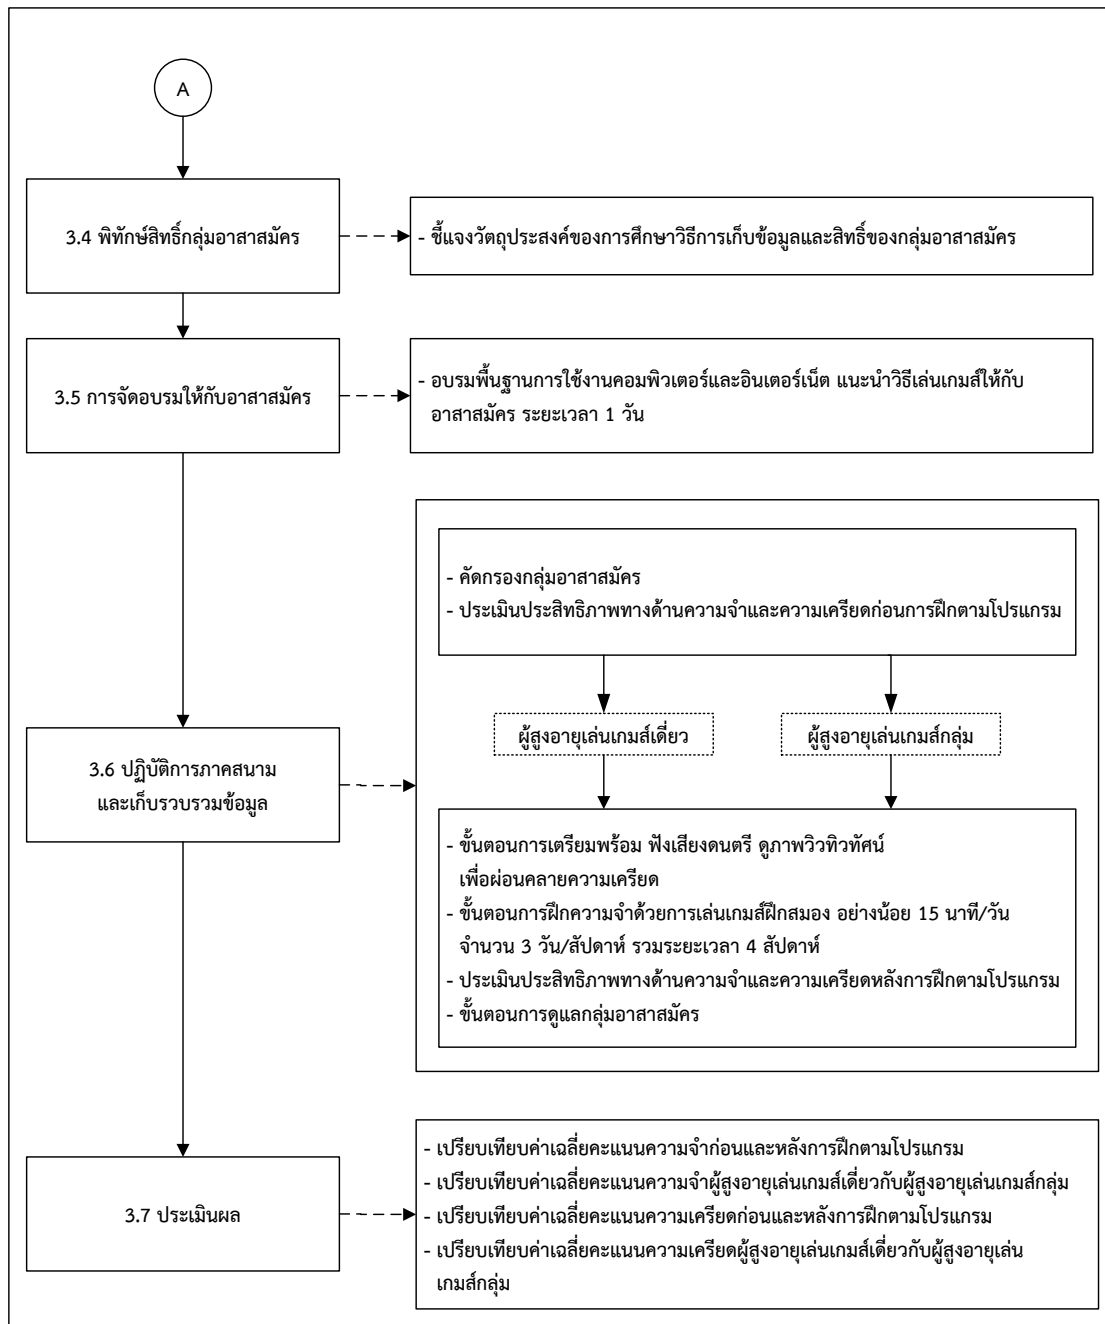 A
3.4 พิทักษ์สิทธิ์กลุ่มอาสาสมัคร
- ชี้แจงวัตถุประสงค์ของการศึกษาวิธีการเก็บข้อมูลและสิทธิ์ของกลุ่มอาสาสมัคร
3.5 การจัดอบรมให้กับอาสาสมัคร
- อบรมพื้นฐานการใช้งานคอมพิวเตอร์และอินเตอร์เน็ต แนะนำวิธีเล่นเกมส์ให้กับ
อาสาสมัคร ระยะเวลา 1 วัน
3.6 ปฏิบัติการภาคสนาม
และเก็บรวบรวมข้อมูล
- คัดกรองกลุ่มอาสาสมัคร
- ประเมินประสิทธิภาพทางด้านความจำและความเครียดก่อนการฝึกตามโปรแกรม
ผู้สูงอายุเล่นเกมส์เดี่ยว
ผู้สูงอายุเล่นเกมส์กลุ่ม
- ขั้นตอนการเตรียมพร้อม ฟังเสียงดนตรี ดูภาพวิวทิวทัศน์
เพื่อผ่อนคลายความเครียด
- ขั้นตอนการฝึกความจำด้วยการเล่นเกมส์ฝึกสมอง อย่างน้อย 15 นาที/วัน
จำนวน 3 วัน/สัปดาห์ รวมระยะเวลา 4 สัปดาห์
- ประเมินประสิทธิภาพทางด้านความจำและความเครียดหลังการฝึกตามโปรแกรม
- ขั้นตอนการดูแลกลุ่มอาสาสมัคร
3.7 ประเมินผล
- เปรียบเทียบค่าเฉลี่ยคะแนนความจำก่อนและหลังการฝึกตามโปรแกรม
- เปรียบเทียบค่าเฉลี่ยคะแนนความจำผู้สูงอายุเล่นเกมส์เดี่ยวกับผู้สูงอายุเล่นเกมส์กลุ่ม
- เปรียบเทียบค่าเฉลี่ยคะแนนความเครียดก่อนและหลังการฝึกตามโปรแกรม
- เปรียบเทียบค่าเฉลี่ยคะแนนความเครียดผู้สูงอายุเล่นเกมส์เดี่ยวกับผู้สูงอายุเล่น
เกมส์กลุ่ม